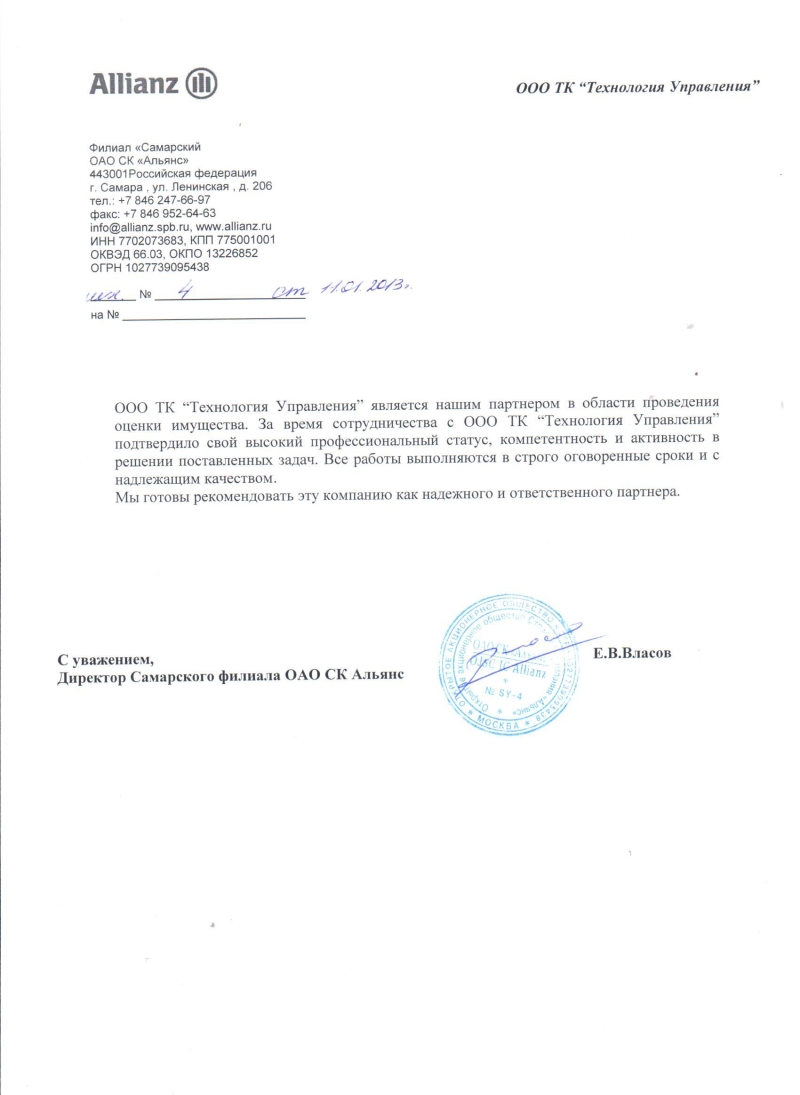 Allianz
ООО ТК “Технология Управления”
Филиал «Самарский
ОАО СК «Альянс»
443001Российская федерация
г. Самара , ул. Ленинская , д. 206
тел.: +7 846 247-66-97
факс: +7 846 952-64-63
info@allianz.spb.ru, www.allianz.ru
ИНН 7702073683, КПП 775001001
ОКВЭД 66.03, ОКПО 13226852
ОГРН 1027739095438
исх. № 4 от 11.01.2013г.
на №
ООО ТК “Технология Управления” является нашим партнером в области проведения
оценки имущества. За время сотрудничества с ООО ТК “Технология Управления”
подтвердило свой высокий профессиональный статус, компетентность и активность в
решении поставленных задач. Все работы выполняются в строго оговоренные сроки и с
надлежащим качеством.
Мы готовы рекомендовать эту компанию как надежного и ответственного партнера.
С уважением,
Директор Самарского филиала ОАО СК Альянс
Е.В.Власов
АКЦИОНЕРНОЕ ОБЩЕСТВО
акционерное общество
ОАО СК
Allianz
№ SY-4
МОСКВА